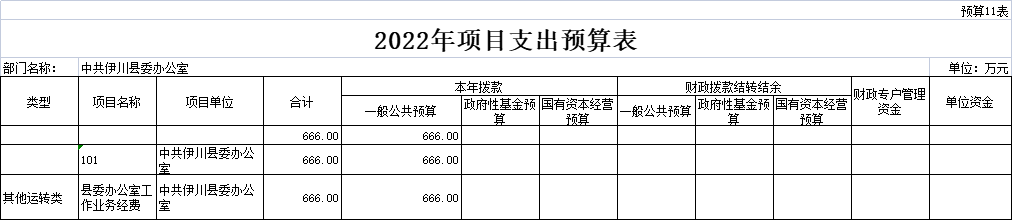 预算11表
2022年项目支出预算表
部门名称： 中共伊川县委办公室 单位：万元
类型 项目名称 项目单位 合计 本年拨款 财政拨款结转结余 财政专户管理资金 单位资金
一般公共预算 政府性基金预算 国有资本经营预算 一般公共预算 政府性基金预算 国有资本经营预算
666.00 666.00
101 中共伊川县委办公室 666.00 666.00
其他运转类 县委办公室工作业务经费 中共伊川县委办公室 666.00 666.00